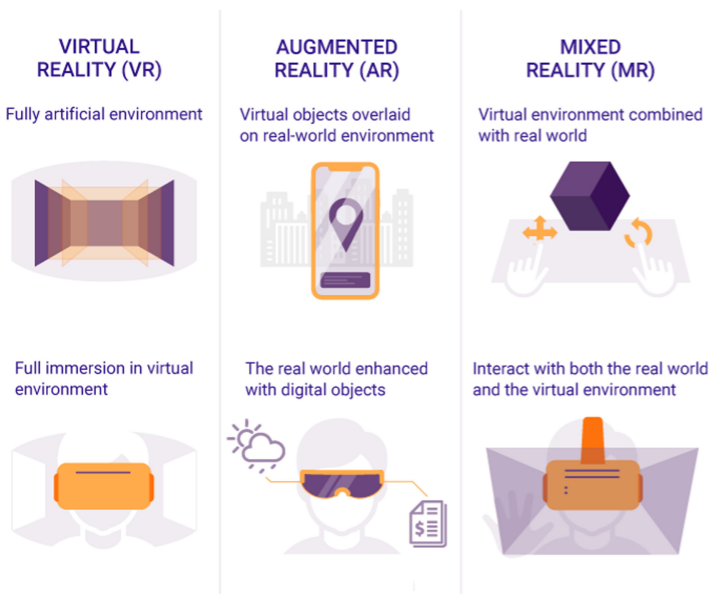 VIRTUAL
REALITY (VR)
Fully artificial environment
Full immersion in virtual
environment
AUGMENTED
REALITY (AR)
Virtual objects overlaid
on real-world environment
The real world enhanced
with digital objects
$
MIXED
REALITY (MR)
Virtual environment combined
with real world
Interact with both the real world
and the virtual environment